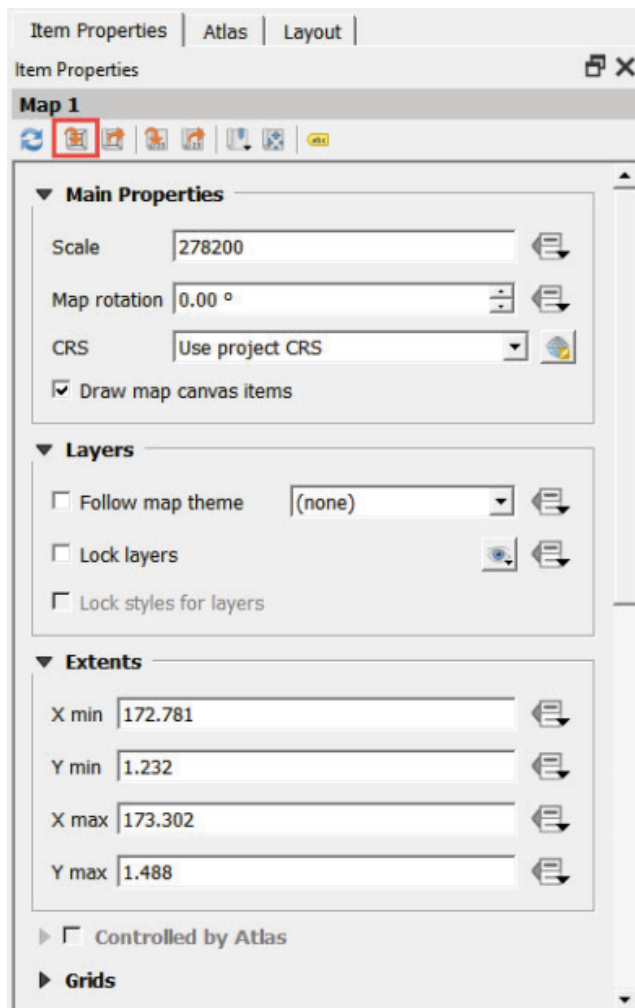 Item Properties Atlas Layout
Item Properties
Map 1
abc
Main Properties
Scale 278200
Map rotation 0.00 º
CRS Use project CRS
Draw map canvas items
Layers
Follow map theme (none)
Lock layers
Lock styles for layers
Extents
X min 172.781
Y min 1.232
X max 173.302
Y max 1.488
Controlled by Atlas
Grids